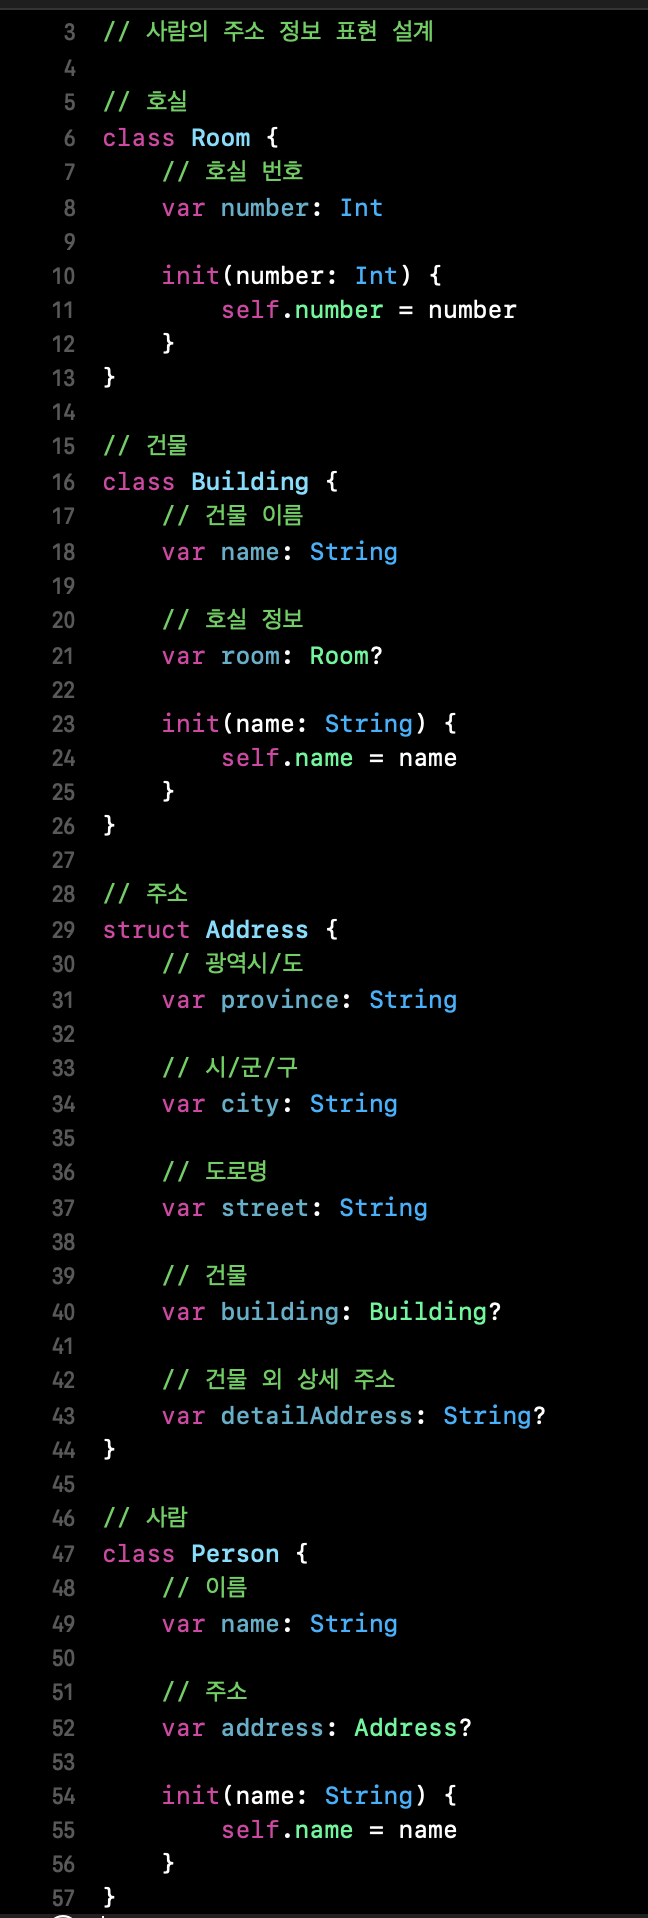 3 // 사람의 주소 정보 표현 설계
4
5 // 호실
6 class Room {
7     // 호실 번호
8     var number: Int
9
10     init(number: Int) {
11         self.number = number
12     }
13 }
14
15 // 건물
16 class Building {
17     // 건물 이름
18     var name: String
19
20     // 호실 정보
21     var room: Room?
22
23     init(name: String) {
24         self.name = name
25     }
26 }
27
28 // 주소
29 struct Address {
30     // 광역시/도
31     var province: String
32
33     // 시/군/구
34     var city: String
35
36     // 도로명
37     var street: String
38
39     // 건물
40     var building: Building?
41
42     // 건물 외 상세 주소
43     var detailAddress: String?
44 }
45
46 // 사람
47 class Person {
48     // 이름
49     var name: String
50
51     // 주소
52     var address: Address?
53
54     init(name: String) {
55         self.name = name
56     }
57 }